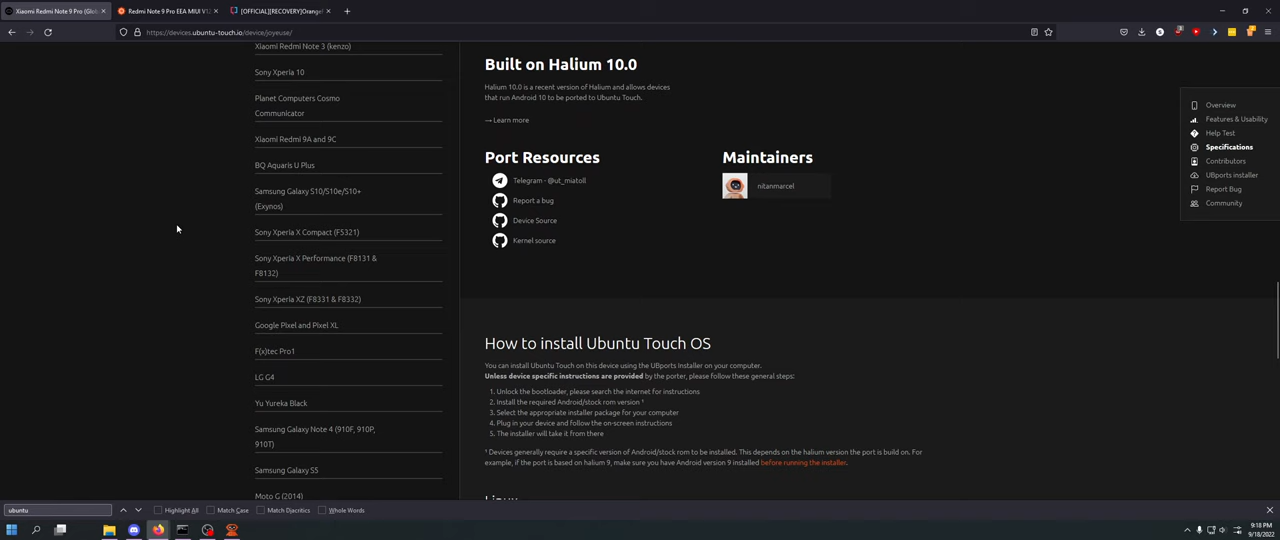 Xiaomi Redmi Note 9 Pro (Glob
Redmi Note 9 Pro EEA MIUI V12
[OFFICIAL][RECOVERY]OrangeF
https://devices.ubuntu-touch.io/device/joyeuse/
Xiaomi Redmi Note 3 (kenzo)
Sony Xperia 10
Planet Computers Cosmo
Communicator
Xiaomi Redmi 9A and 9C
BQ Aquaris U Plus
Samsung Galaxy S10/S10e/S10+
(Exynos)
Sony Xperia X Compact (F5321)
Sony Xperia X Performance (F8131 &
F8132)
Sony Xperia XZ (F8331 & F8332)
Google Pixel and Pixel XL
F(x)tec Pro1
LG G4
Yu Yureka Black
Samsung Galaxy Note 4 (910F, 910P,
910T)
Samsung Galaxy S5
Moto G (2014)
Built on Halium 10.0
Halium 10.0 is a recent version of Halium and allows devices
that run Android 10 to be ported to Ubuntu Touch.
→ Learn more
Port Resources
Telegram - @ut_miatoll
Report a bug
Device Source
Kernel source
Maintainers
nitanmarcel
How to install Ubuntu Touch OS
You can install Ubuntu Touch on this device using the UBports Installer on your computer.
Unless device specific instructions are provided by the porter, please follow these general steps:
1. Unlock the bootloader, please search the internet for instructions
2. Install the required Android/stock rom version ¹
3. Select the appropriate installer package for your computer
4. Plug in your device and follow the on-screen instructions
5. The installer will take it from there
¹ Devices generally require a specific version of Android/stock rom to be installed. This depends on the halium version the port is build on. For
example, if the port is based on halium 9, make sure you have Android version 9 installed before running the installer.
Linux
Overview
Features & Usability
Help Test
Specifications
Contributors
UBports installer
Report Bug
Community
ubuntu
Highlight All
Match Case
Match Diacritics
Whole Words
9:18 PM
9/18/2022